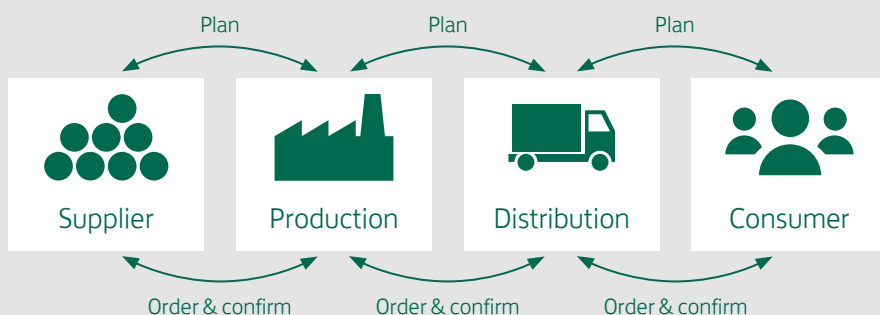 Plan
Plan
Plan
Supplier
Production
Distribution
Consumer
Order & confirm
Order & confirm
Order & confirm